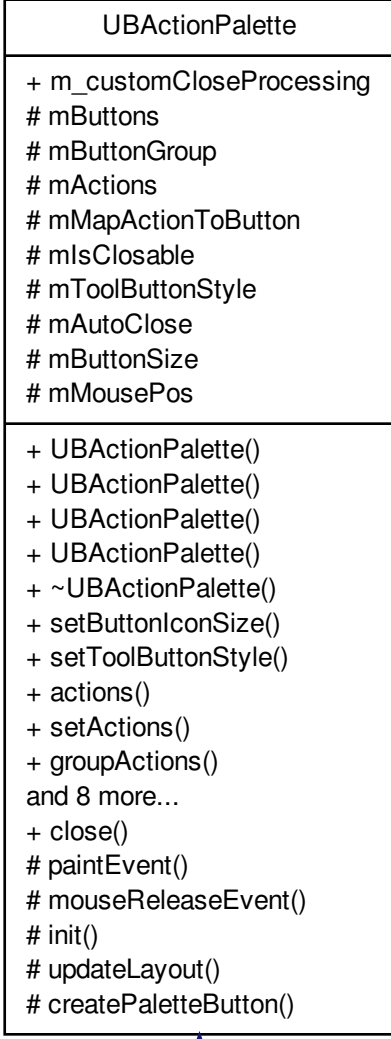 UBActionPalette
+ m_customCloseProcessing
# mButtons
# mButtonGroup
# mActions
# mMapActionToButton
# mIsClosable
# mToolButtonStyle
# mAutoClose
# mButtonSize
# mMousePos
+ UBActionPalette()
+ UBActionPalette()
+ UBActionPalette()
+ UBActionPalette()
+ ~UBActionPalette()
+ setButtonIconSize()
+ setToolButtonStyle()
+ actions()
+ setActions()
+ groupActions()
and 8 more...
+ close()
# paintEvent()
# mouseReleaseEvent()
# init()
# updateLayout()
# createPaletteButton()